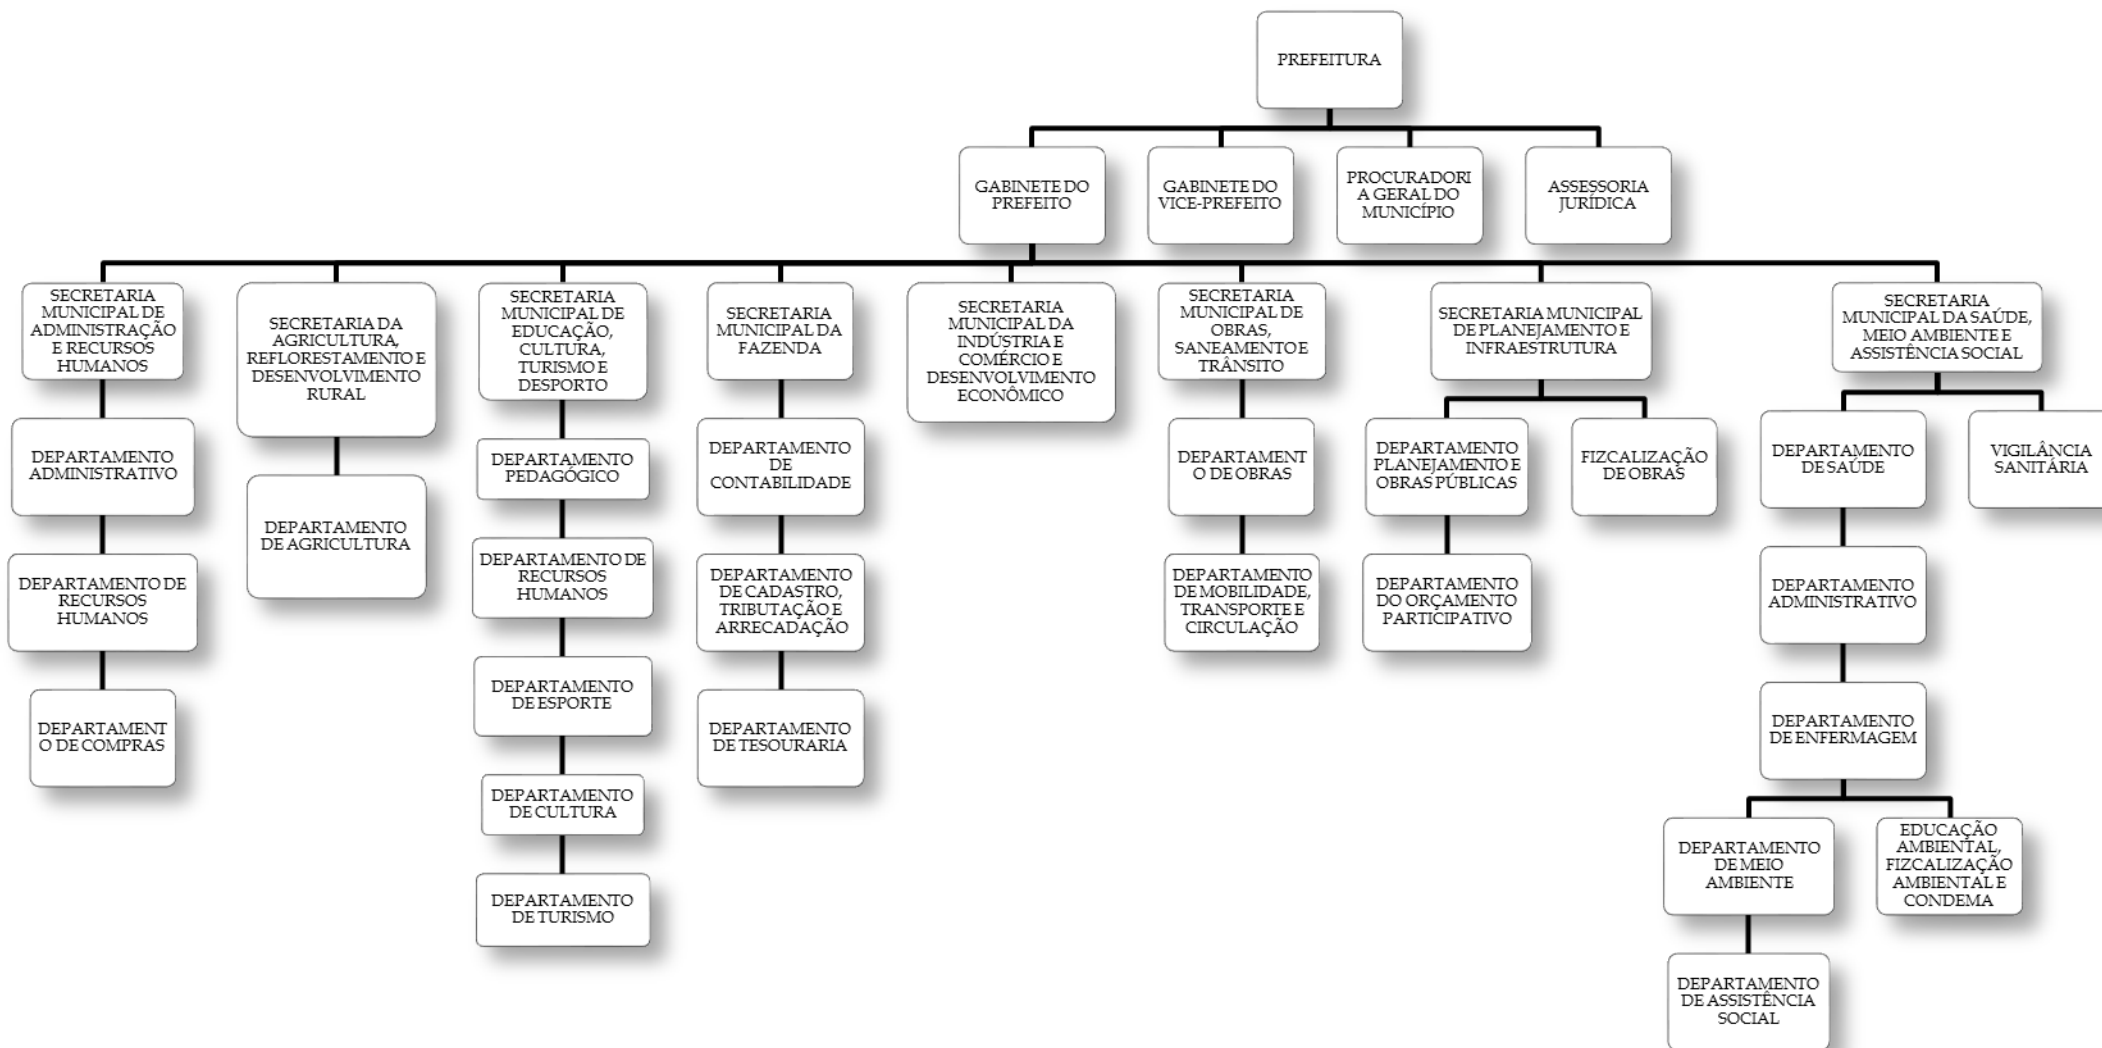 PREFEITURA
GABINETE DO
PREFEITO
GABINETE DO
VICE-PREFEITO
PROCURADORI
A GERAL DO
MUNICÍPIO
ASSESSORIA
JURÍDICA
SECRETARIA
MUNICIPAL DE
ADMINISTRAÇÃO
E RECURSOS
HUMANOS
SECRETARIA DA
AGRICULTURA,
REFLORESTAMENTO E
DESENVOLVIMENTO
RURAL
SECRETARIA
MUNICIPAL DE
EDUCAÇÃO,
CULTURA,
TURISMO E
DESPORTO
SECRETARIA
MUNICIPAL DA
FAZENDA
SECRETARIA
MUNICIPAL DA
INDÚSTRIA E
COMÉRCIO E
DESENVOLVIMENTO
ECONÔMICO
SECRETARIA
MUNICIPAL DE
OBRAS,
SANEAMENTO E
TRÂNSITO
SECRETARIA MUNICIPAL
DE PLANEJAMENTO E
INFRAESTRUTURA
SECRETARIA
MUNICIPAL DA SAÚDE,
MEIO AMBIENTE E
ASSISTÊNCIA SOCIAL
DEPARTAMENTO
ADMINISTRATIVO
DEPARTAMENTO
DE AGRICULTURA
DEPARTAMENTO
PEDAGÓGICO
DEPARTAMENTO
DE
CONTABILIDADE
DEPARTAMENT
O DE OBRAS
DEPARTAMENTO
PLANEJAMENTO E
OBRAS PÚBLICAS
FIZCALIZAÇÃO
DE OBRAS
DEPARTAMENTO
DE SAÚDE
VIGILÂNCIA
SANITÁRIA
DEPARTAMENTO DE
RECURSOS
HUMANOS
DEPARTAMENTO DE
RECURSOS
HUMANOS
DEPARTAMENTO
DE CADASTRO,
TRIBUTAÇÃO E
ARRECADAÇÃO
DEPARTAMENTO
DE MOBILIDADE,
TRANSPORTE E
CIRCULAÇÃO
DEPARTAMENTO
DO ORÇAMENTO
PARTICIPATIVO
DEPARTAMENTO
ADMINISTRATIVO
DEPARTAMENT
O DE COMPRAS
DEPARTAMENTO
DE ESPORTE
DEPARTAMENTO
DE TESOURARIA
DEPARTAMENTO
DE ENFERMAGEM
DEPARTAMENTO
DE CULTURA
DEPARTAMENTO
DE MEIO
AMBIENTE
EDUCAÇÃO
AMBIENTAL,
FIZCALIZAÇÃO
AMBIENTAL E
CONDEMA
DEPARTAMENTO
DE TURISMO
DEPARTAMENTO
DE ASSISTÊNCIA
SOCIAL